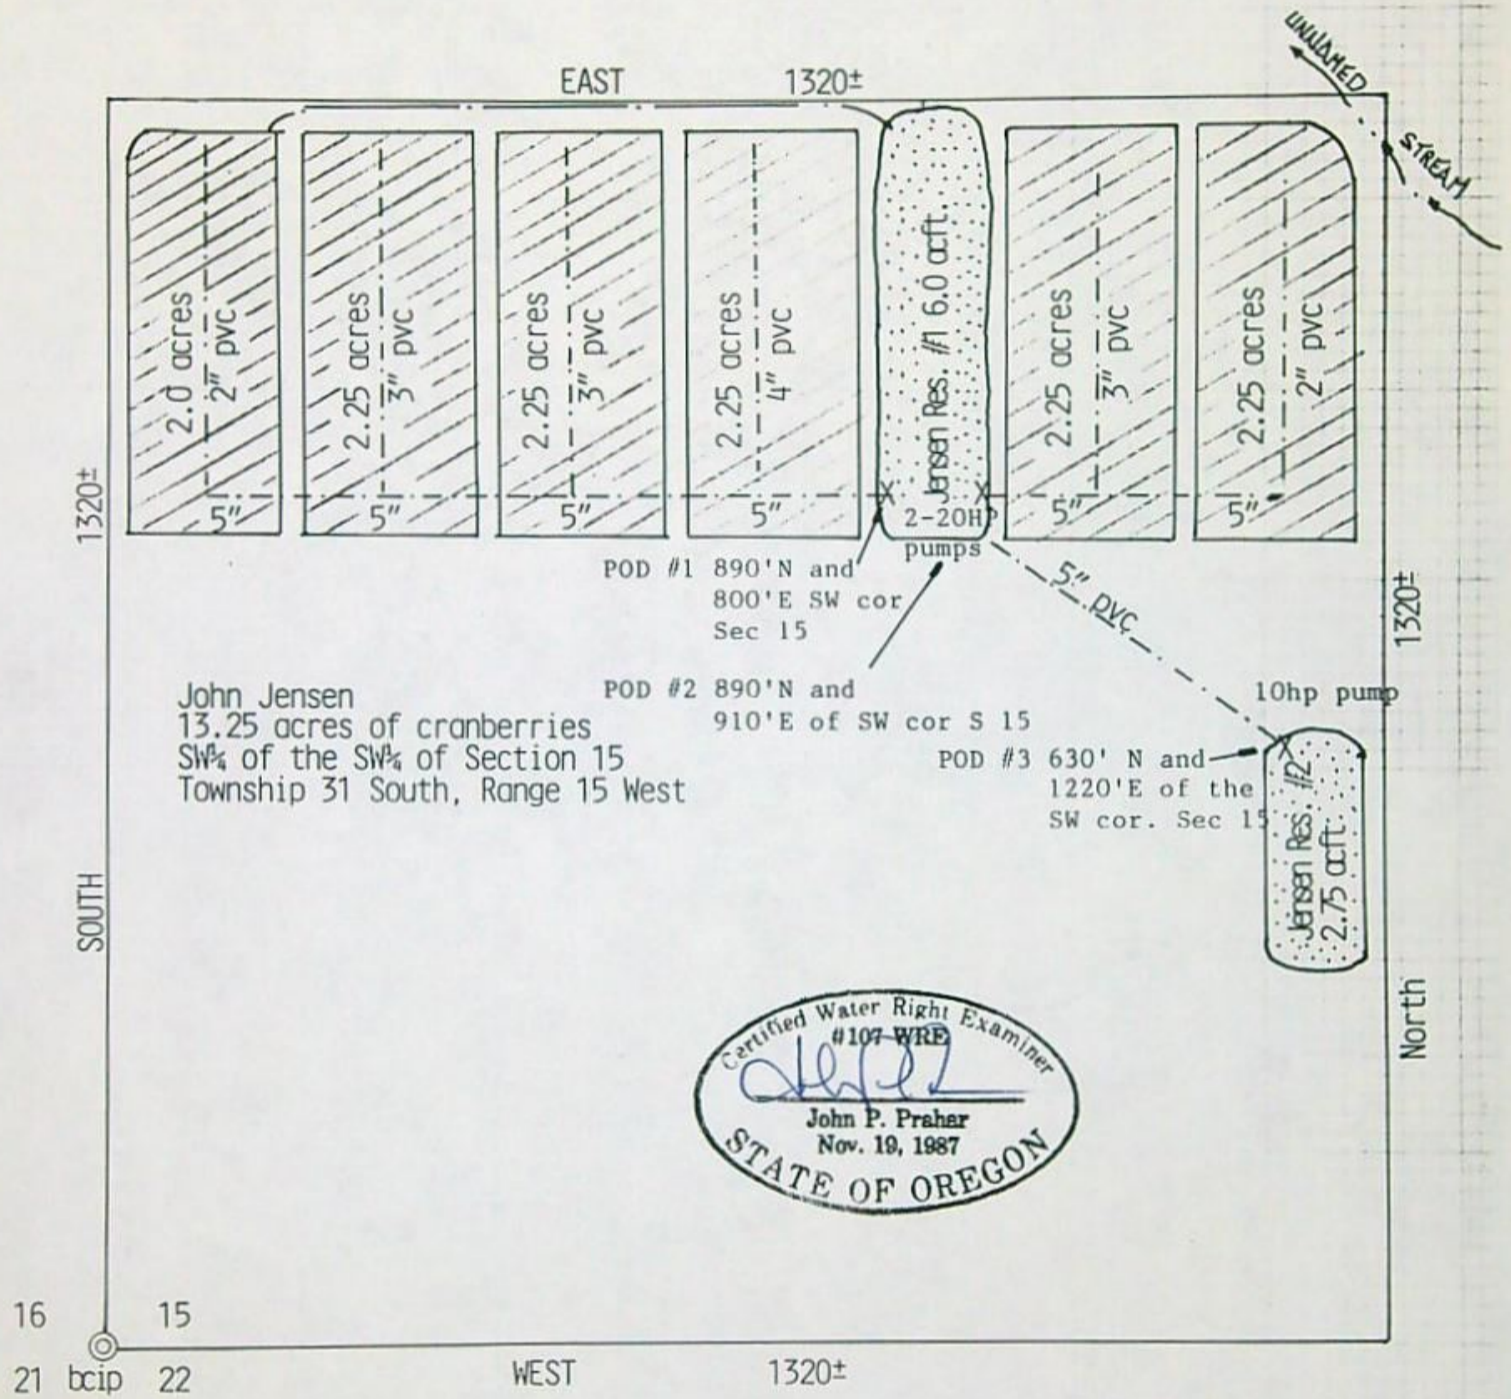 UNNAMED
STREAM
EAST 1320±
2.0 acres
2" pvc
2.25 acres
3" pvc
2.25 acres
3" pvc
2.25 acres
4" pvc
Jensen Res. #1 6.0 acft.
2.25 acres
3" pvc
2.25 acres
2" pvc
5"
5"
5"
5"
2-20HP
pumps
5"
5"
1320±
SOUTH
POD #1 890'N and
800'E SW cor
Sec 15
5" pvc
1320±
North
John Jensen
13.25 acres of cranberries
SW¼ of the SW¼ of Section 15
Township 31 South, Range 15 West
POD #2 890'N and
910'E of SW cor S 15
10hp pump
POD #3 630' N and
1220'E of the
SW cor. Sec 15
Jensen Res. #2
2.75 acft.
Certified Water Right Examiner
#107 WRE
John P. Prahar
Nov. 19, 1987
STATE OF OREGON
16 15
21 bcip 22
WEST 1320±